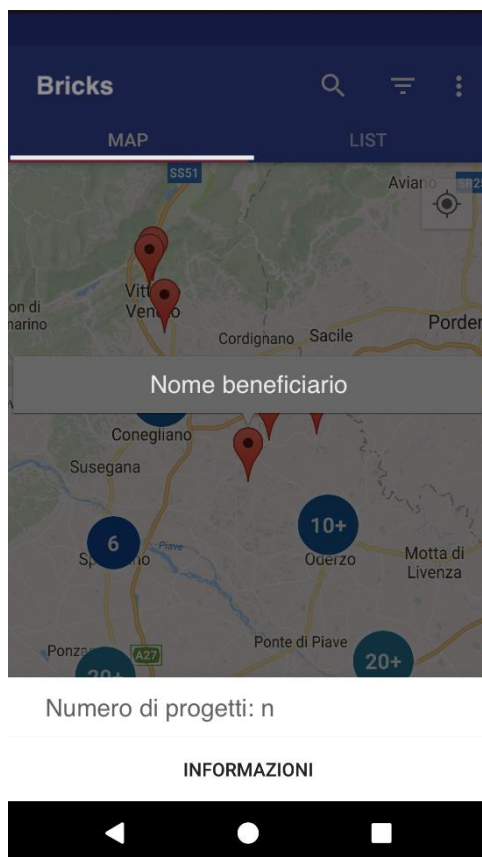 Bricks
MAP
LIST
SS51
Aviano
Vittorio
Veneto
Cordignano
Sacile
Nome beneficiario
Conegliano
Susegana
10+
6
Piave
Oderzo
Motta di
Livenza
Ponte di Piave
A27
20+
20+
Numero di progetti: n
INFORMAZIONI